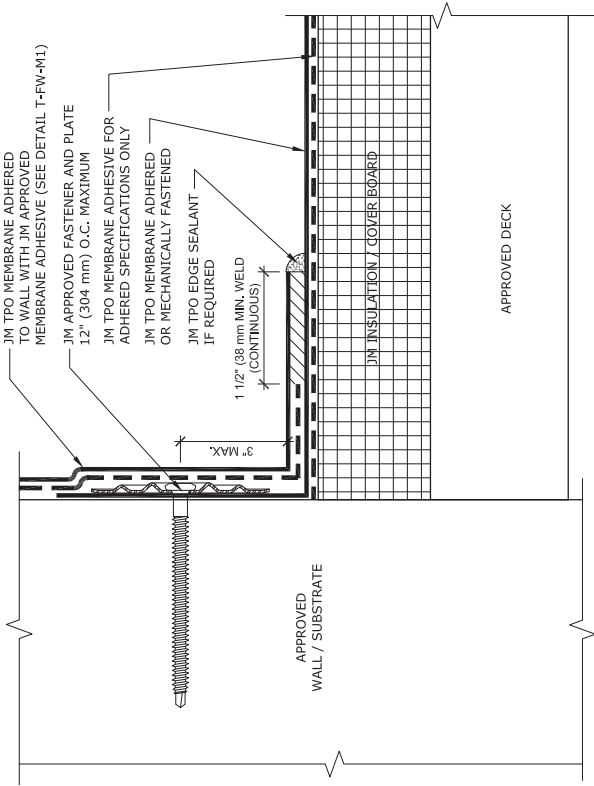 JM TPO MEMBRANE ADHERED
TO WALL WITH JM APPROVED
MEMBRANE ADHESIVE (SEE DETAIL T-FW-M1)
JM APPROVED FASTENER AND PLATE
12" (304 mm) O.C. MAXIMUM
JM TPO MEMBRANE ADHESIVE FOR
ADHERED SPECIFICATIONS ONLY
JM TPO MEMBRANE ADHERED
OR MECHANICALLY FASTENED
JM TPO EDGE SEALANT
IF REQUIRED
1 1/2" (38 mm MIN. WELD
(CONTINUOUS)
3" MAX.
JM INSULATION / COVER BOARD
APPROVED DECK
APPROVED
WALL / SUBSTRATE